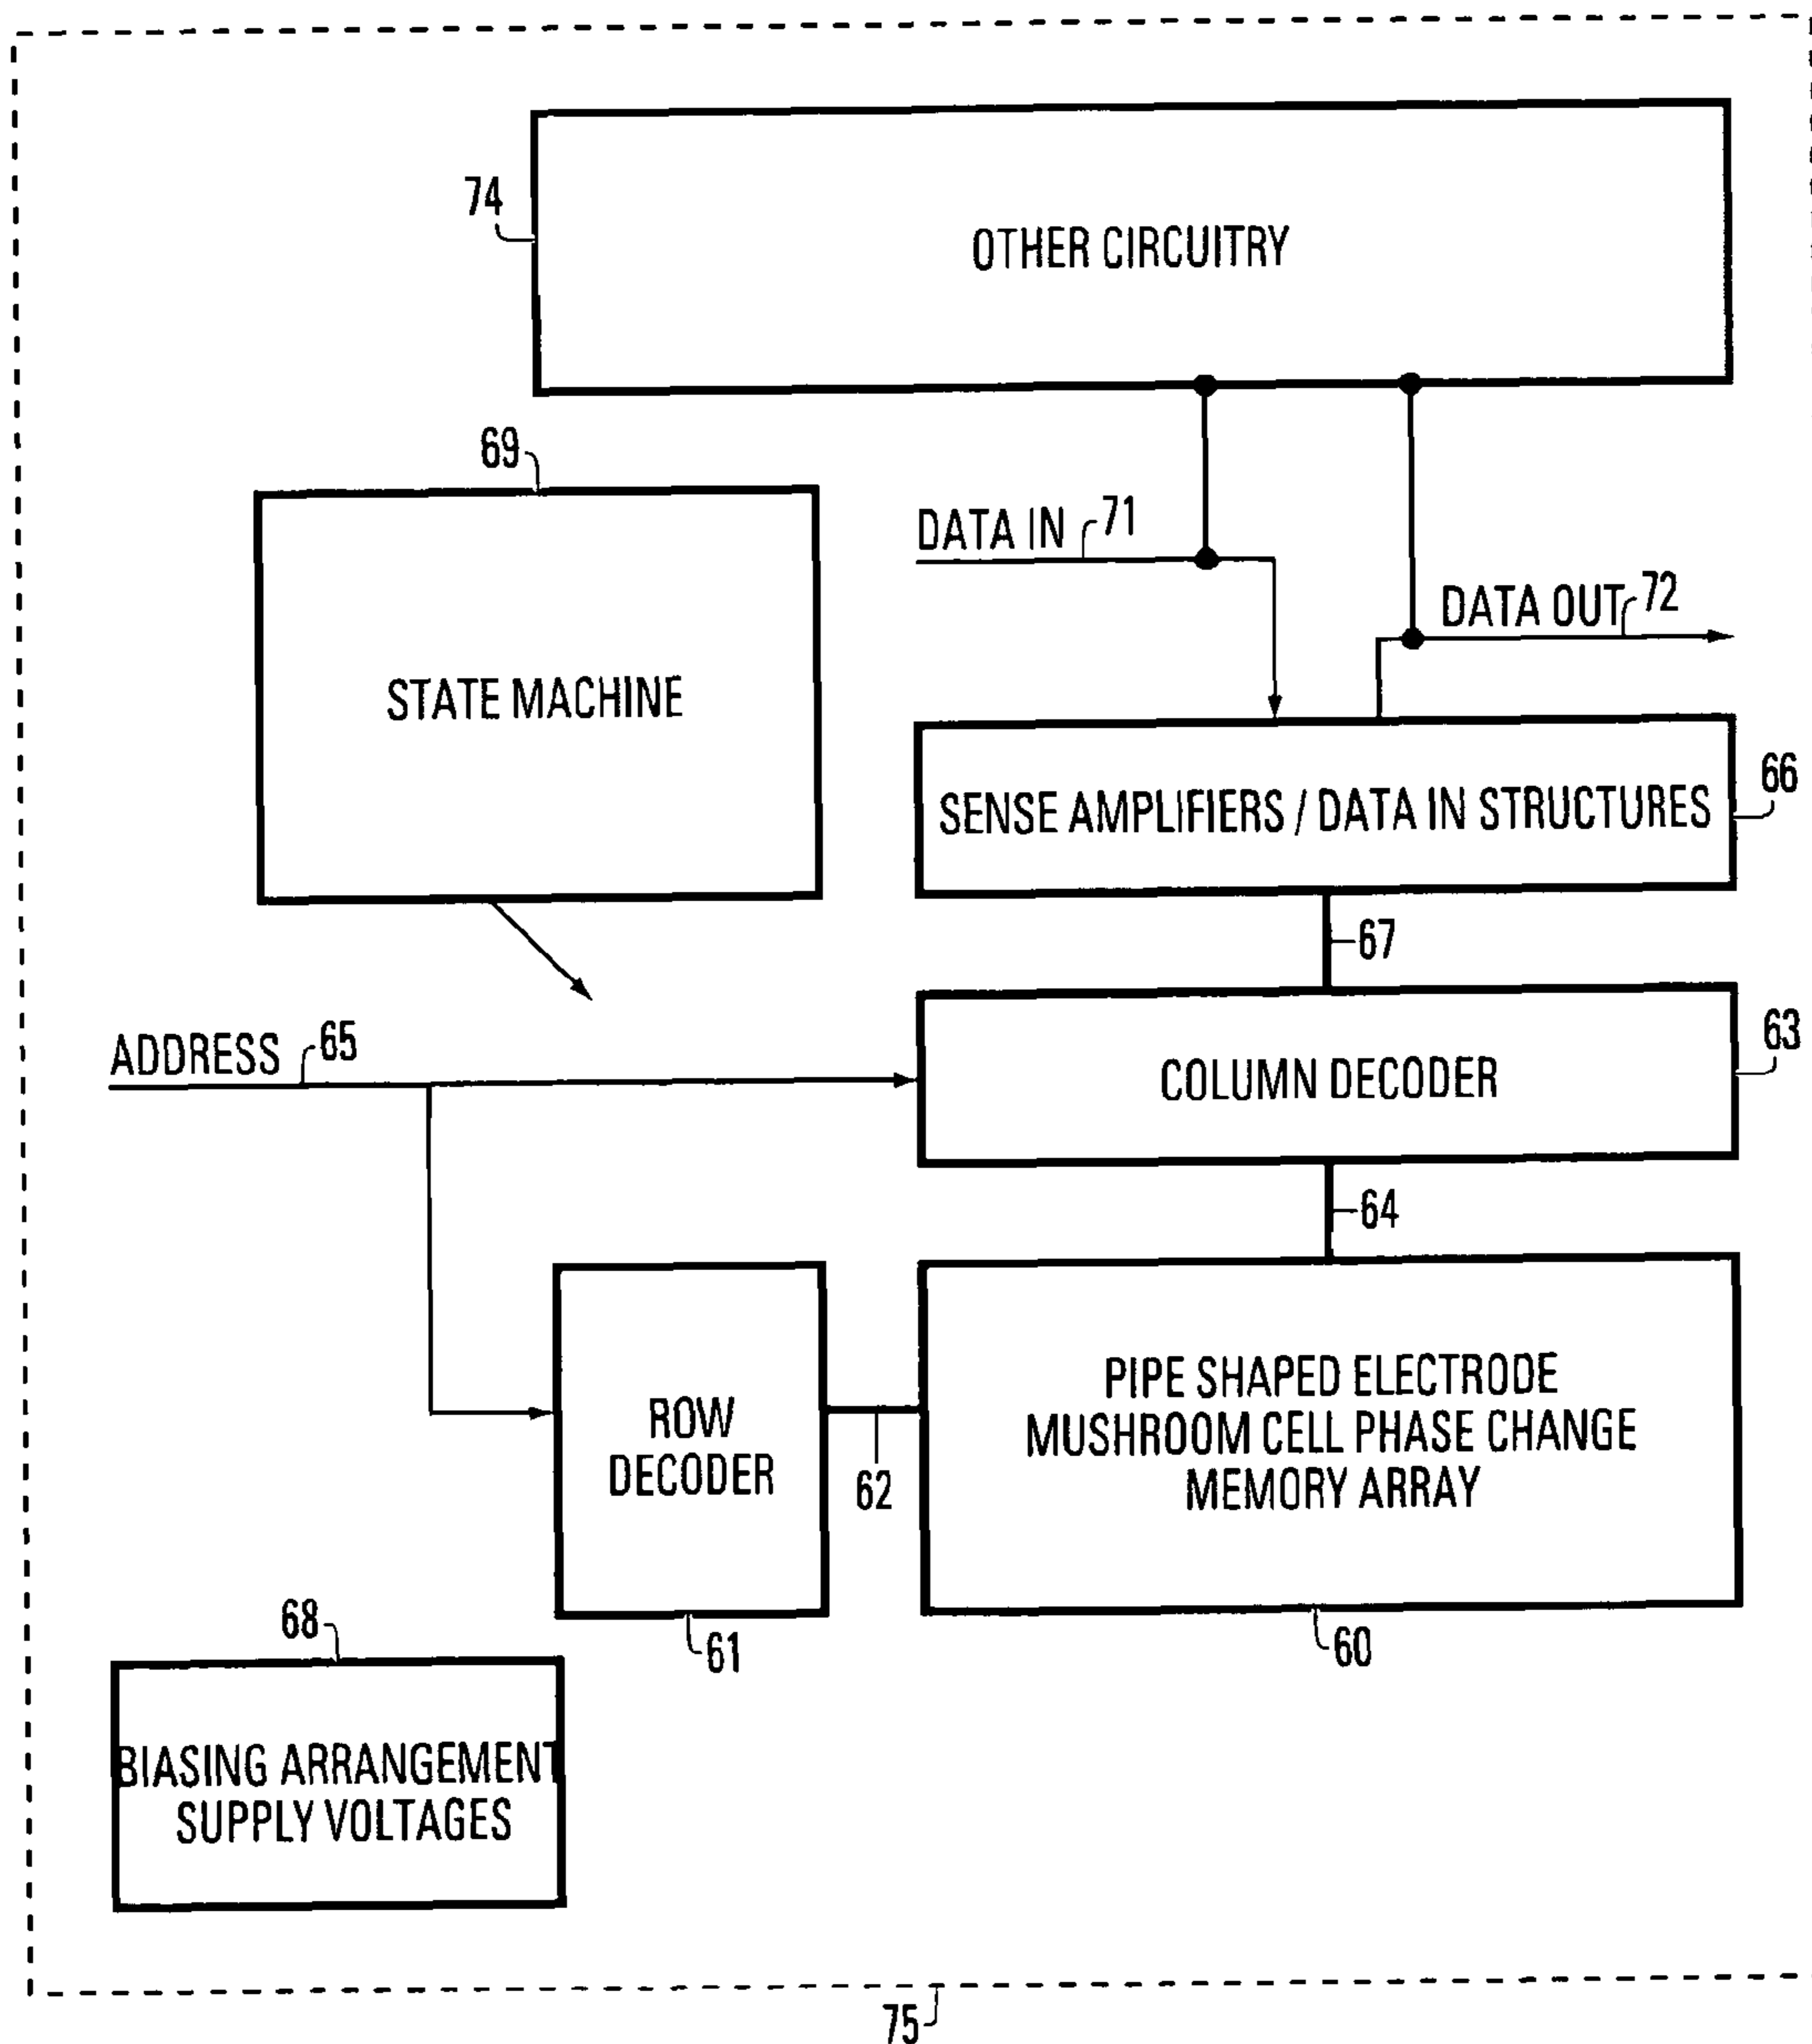 74
OTHER CIRCUITRY
69
DATA IN 71
DATA OUT 72
STATE MACHINE
66
SENSE AMPLIFIERS / DATA IN STRUCTURES
67
ADDRESS 65
63
COLUMN DECODER
64
PIPE SHAPED ELECTRODE
MUSHROOM CELL PHASE CHANGE
MEMORY ARRAY
ROW
DECODER
62
68
61
60
BIASING ARRANGEMENT
SUPPLY VOLTAGES
75